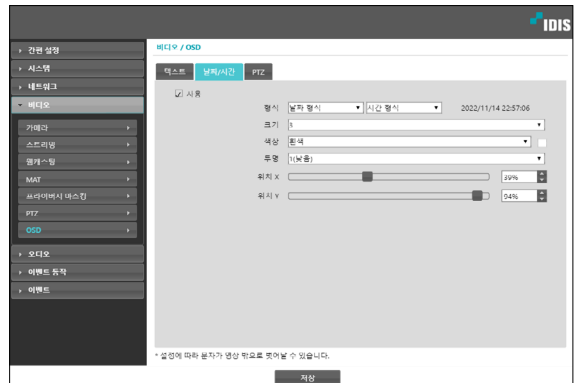 IDIS
간편 설정
시스템
네트워크
비디오
카메라
스트리밍
웹캐스팅
MAT
프라이버시 마스킹
PTZ
OSD
오디오
이벤트 동작
이벤트
비디오 / OSD
텍스트 날짜/시간 PTZ
사용
형식 날짜 형식 시간 형식 2022/11/14 22:57:06
크기
색상 흰색
투명 1(낮음)
위치 X 39%
위치 Y 94%
* 설정에 따라 문자가 영상 밖으로 벗어날 수 있습니다.
저장